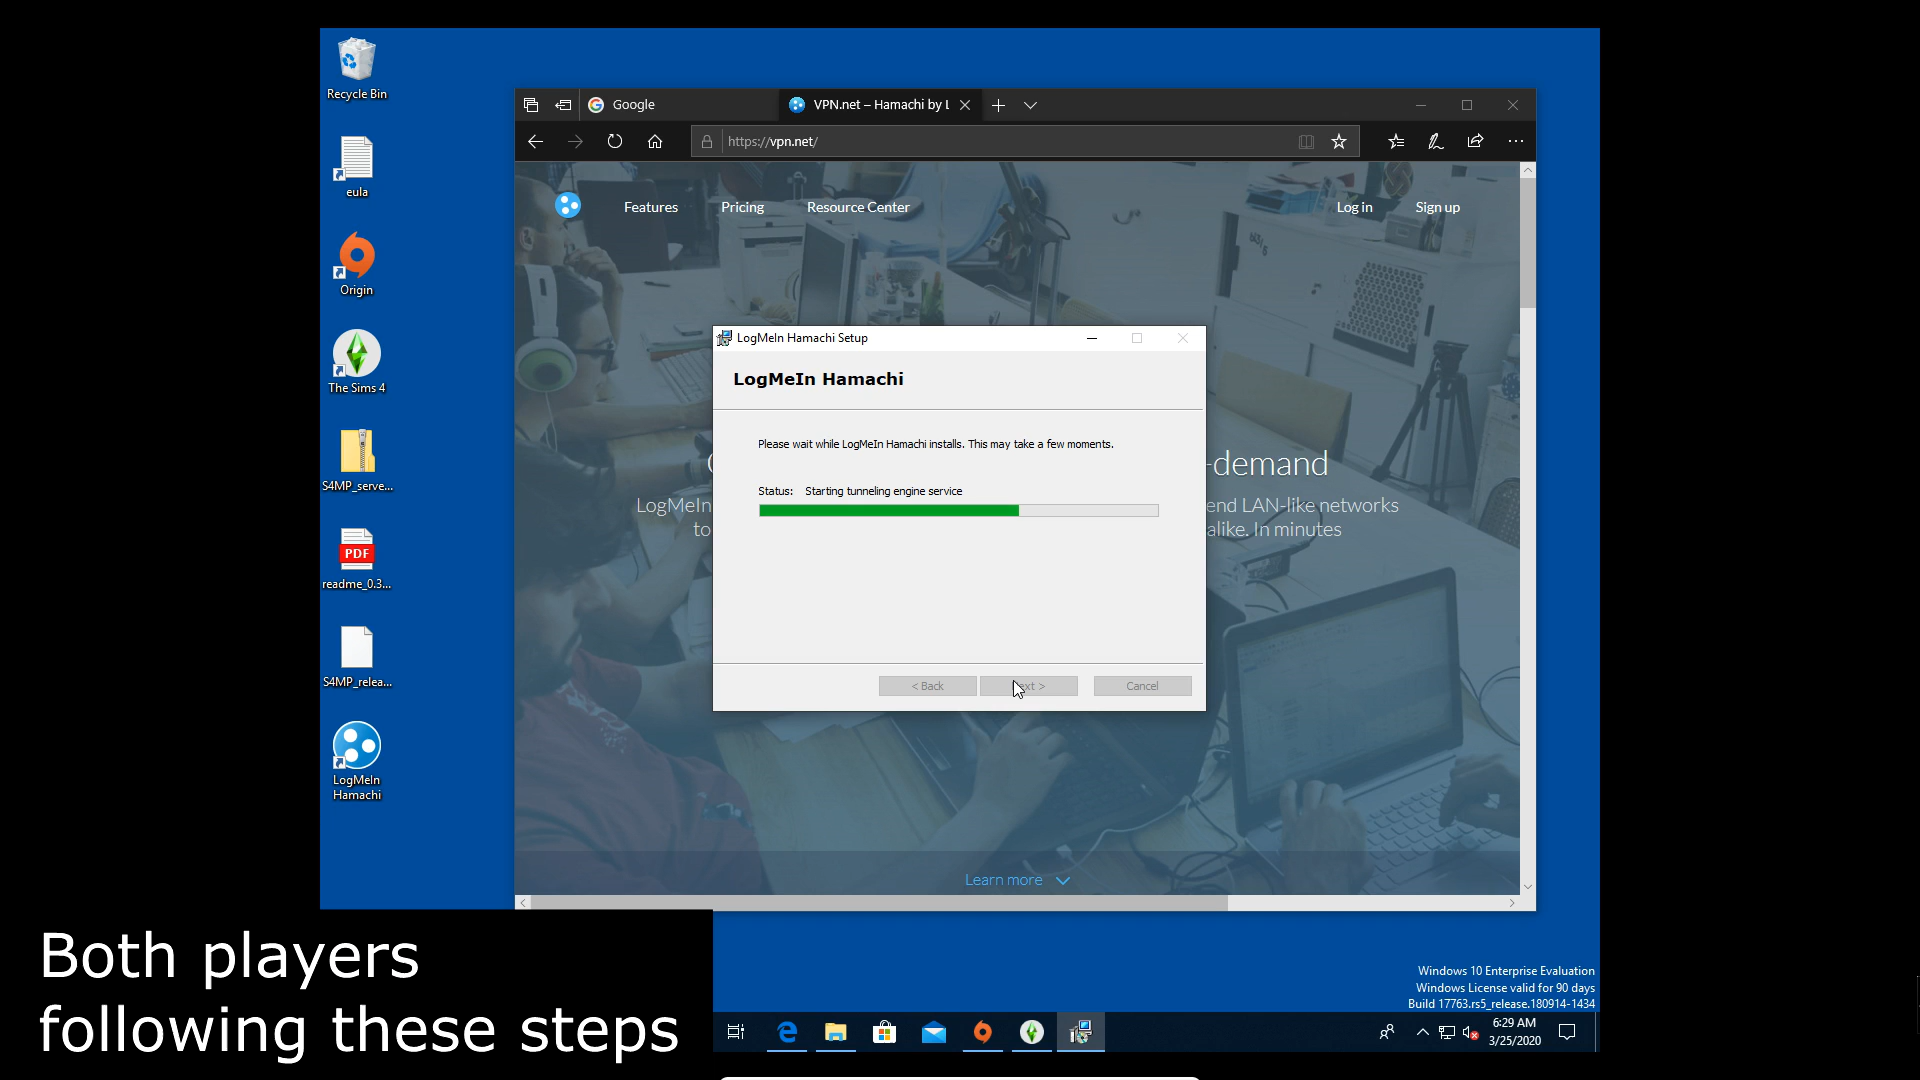 Recycle Bin
eula
Origin
The Sims 4
S4MP_serve...
PDF
readme_0.3...
S4MP_relea...
LogMeIn
Hamachi
Google
VPN.net – Hamachi by L
https://vpn.net/
Features
Pricing
Resource Center
Log in
Sign up
-demand
LogMeIn
end LAN-like networks
to
alike. In minutes
LogMeIn Hamachi Setup
LogMeIn Hamachi
Please wait while LogMeIn Hamachi installs. This may take a few moments.
Status: Starting tunneling engine service
< Back
ext >
Cancel
Learn more
Both players
following these steps
Windows 10 Enterprise Evaluation
Windows License valid for 90 days
Build 17763.rs5_release.180914-1434
6:29 AM
3/25/2020